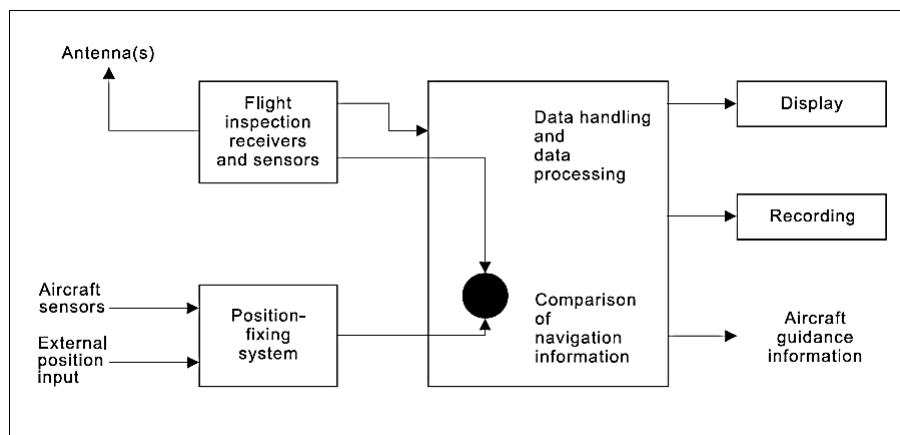 Antenna(s)
Flight
inspection
receivers
and sensors
Data handling
and
data
processing
Display
Recording
Aircraft
sensors
External
position
input
Position-
fixing
system
Comparison
of
navigation
information
Aircraft
guidance
information